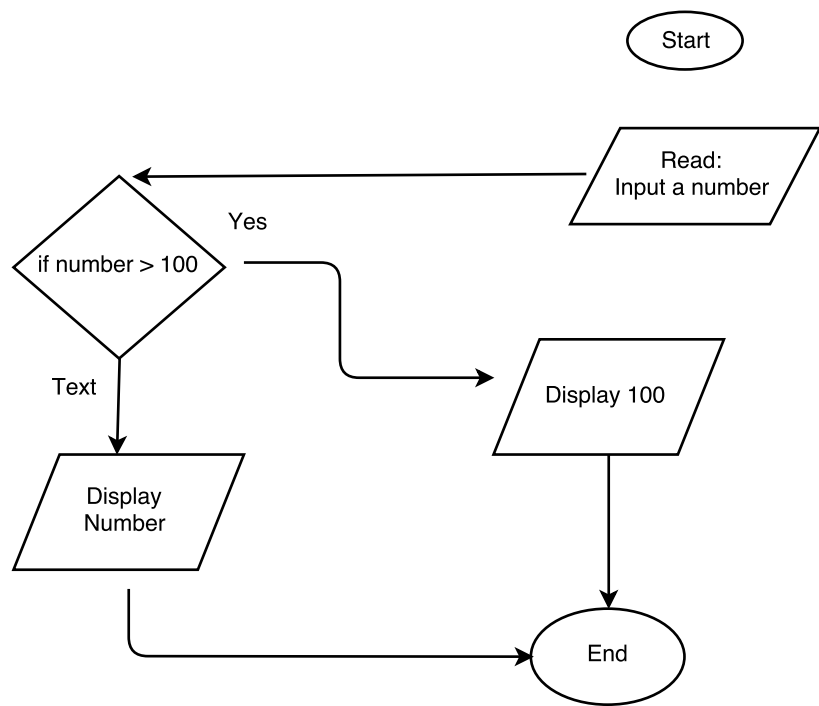 Start
Read:
Input a number
Yes
if number > 100
Text
Display 100
Display
Number
End